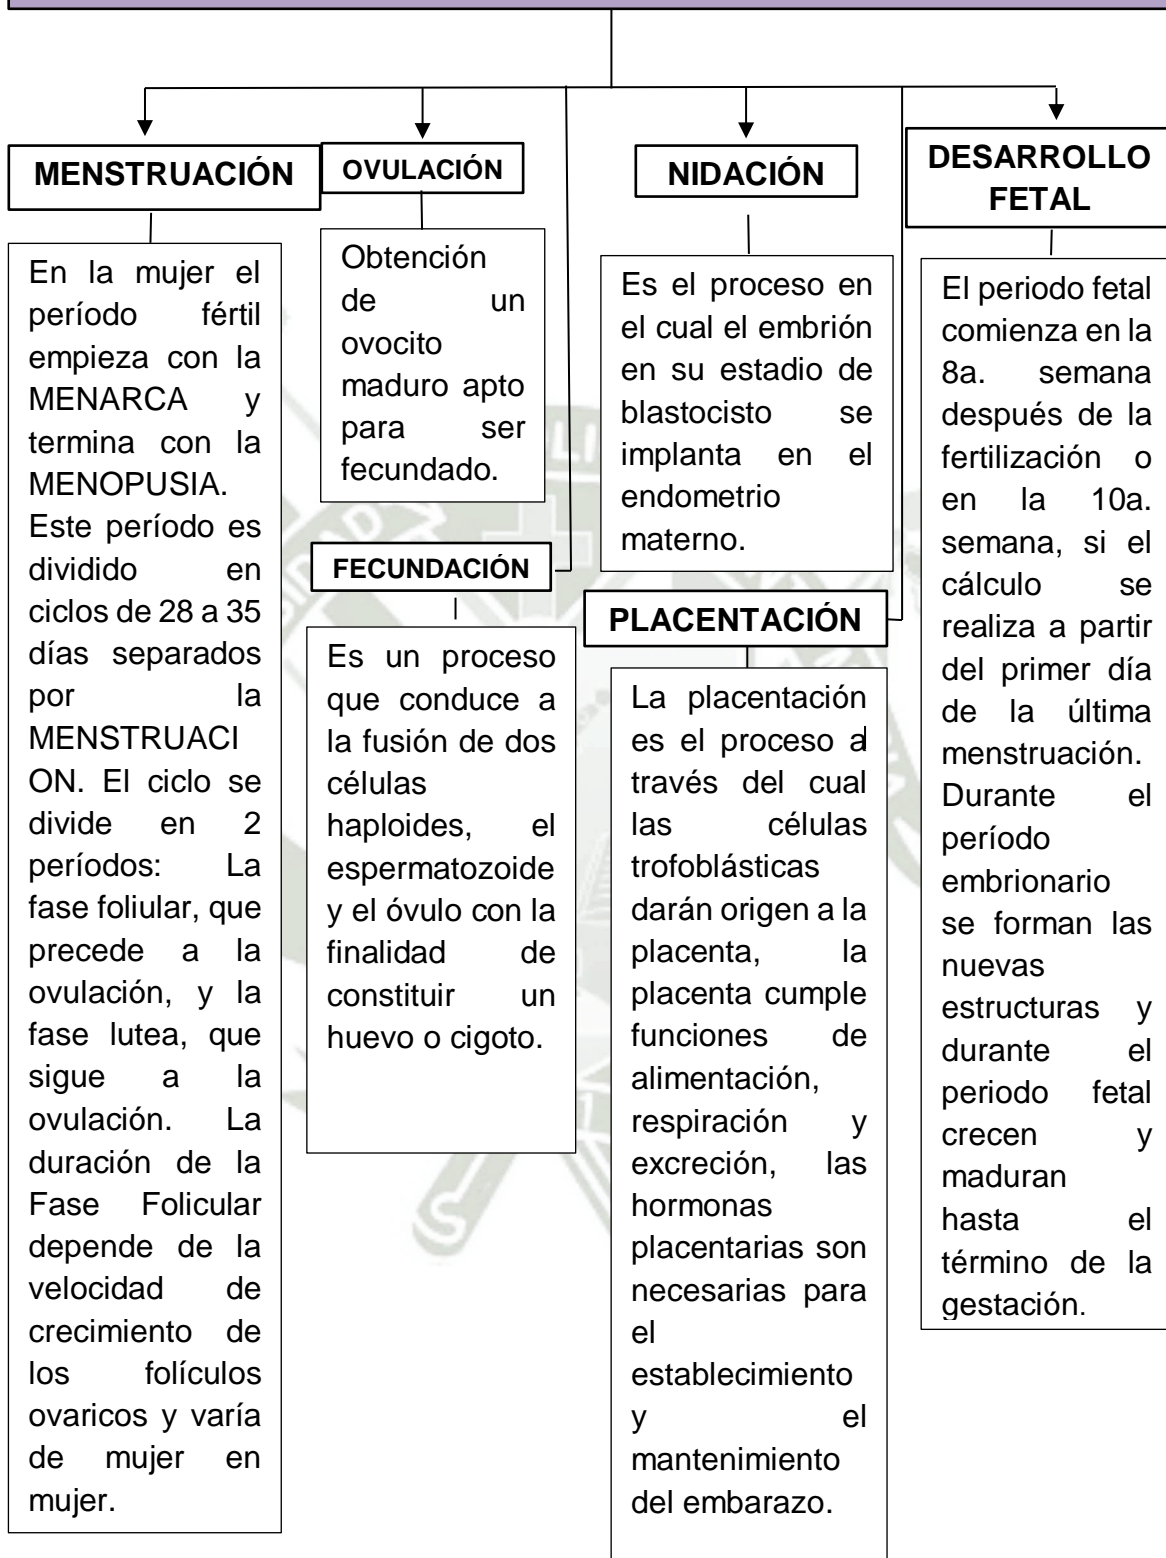 MENSTRUACIÓN
En la mujer el
período fértil
empieza con la
MENARCA y
termina con la
MENOPUSIA.
Este período es
dividido en
ciclos de 28 a 35
días separados
por la
MENSTRUACI
ON. El ciclo se
divide en 2
períodos: La
fase foliular, que
precede a la
ovulación, y la
fase lutea, que
sigue a la
ovulación. La
duración de la
Fase Folicular
depende de la
velocidad de
crecimiento de
los folículos
ovaricos y varía
de mujer en
mujer.
OVULACIÓN
Obtención
de un
ovocito
maduro apto
para ser
fecundado.
FECUNDACIÓN
Es un proceso
que conduce a
la fusión de dos
células
haploides, el
espermatozoide
y el óvulo con la
finalidad de
constituir un
huevo o cigoto.
NIDACIÓN
Es el proceso en
el cual el embrión
en su estadio de
blastocisto se
implanta en el
endometrio
materno.
PLACENTACIÓN
La placentación
es el proceso a
través del cual
las células
trofoblásticas
darán origen a la
placenta, la
placenta cumple
funciones de
alimentación,
respiración y
excreción, las
hormonas
placentarias son
necesarias para
el
establecimiento
y el
mantenimiento
del embarazo.
DESARROLLO
FETAL
El periodo fetal
comienza en la
8a. semana
después de la
fertilización o
en la 10a.
semana, si el
cálculo se
realiza a partir
del primer día
de la última
menstruación.
Durante el
período
embrionario
se forman las
nuevas
estructuras y
durante el
periodo fetal
crecen y
maduran
hasta el
término de la
gestación.